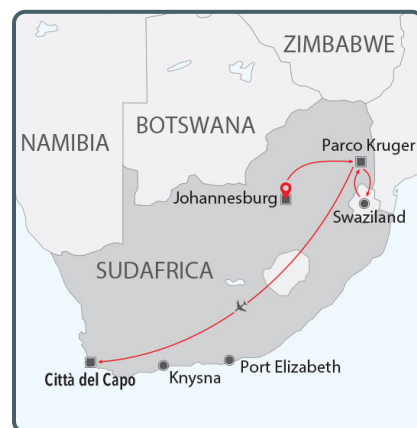 ZIMBABWE
BOTSWANA
NAMIBIA
Parco Kruger
Johannesburg
Swaziland
SUDAFRICA
Port Elizabeth
Knysna
Città del Capo